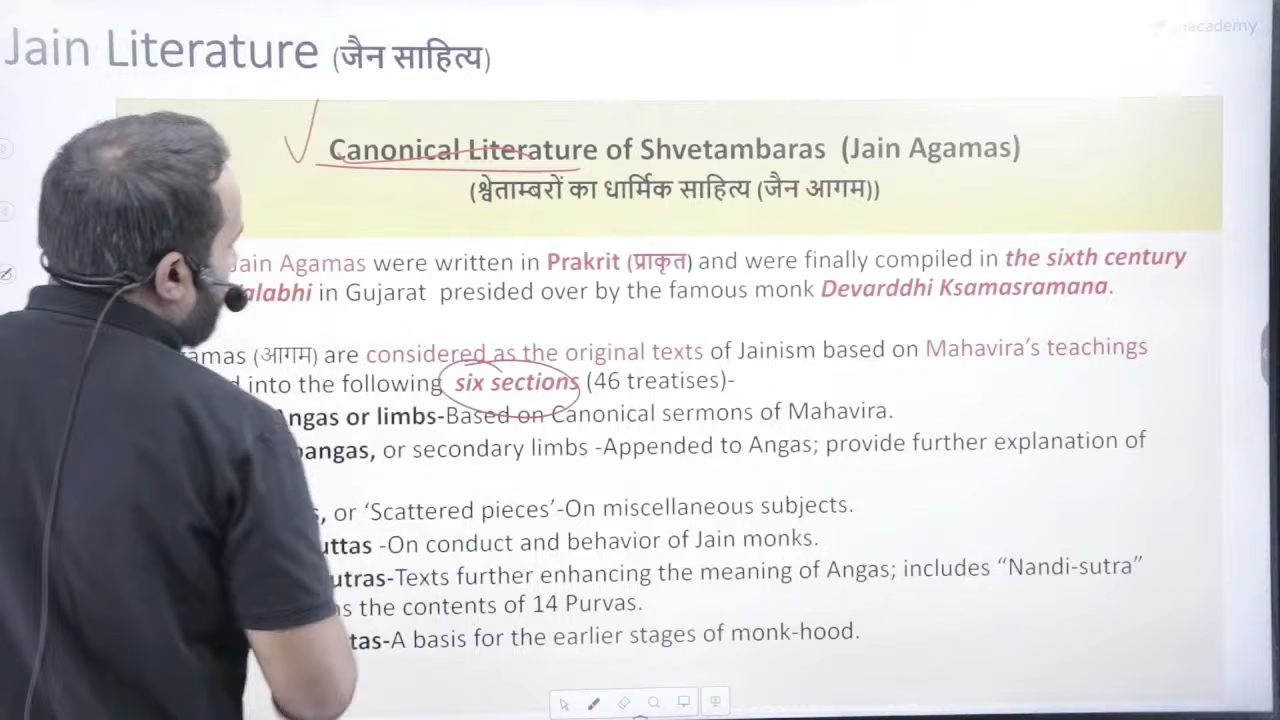 Jain Literature (जैन साहित्य)
Canonical Literature of Shvetambaras (Jain Agamas)
(श्वेताम्बरों का धार्मिक साहित्य (जैन आगम))
Jain Agamas were written in Prakrit (प्राकृत) and were finally compiled in the sixth century
alabhi in Gujarat presided over by the famous monk Devarddhi Ksamasramana.
amas (आगम) are considered as the original texts of Jainism based on Mahavira’s teachings
into the following six sections (46 treatises)-
Angas or limbs-Based on Canonical sermons of Mahavira.
pangas, or secondary limbs -Appended to Angas; provide further explanation of
or ‘Scattered pieces’-On miscellaneous subjects.
uttas -On conduct and behavior of Jain monks.
utras-Texts further enhancing the meaning of Angas; includes “Nandi-sutra”
the contents of 14 Purvas.
tas-A basis for the earlier stages of monk-hood.